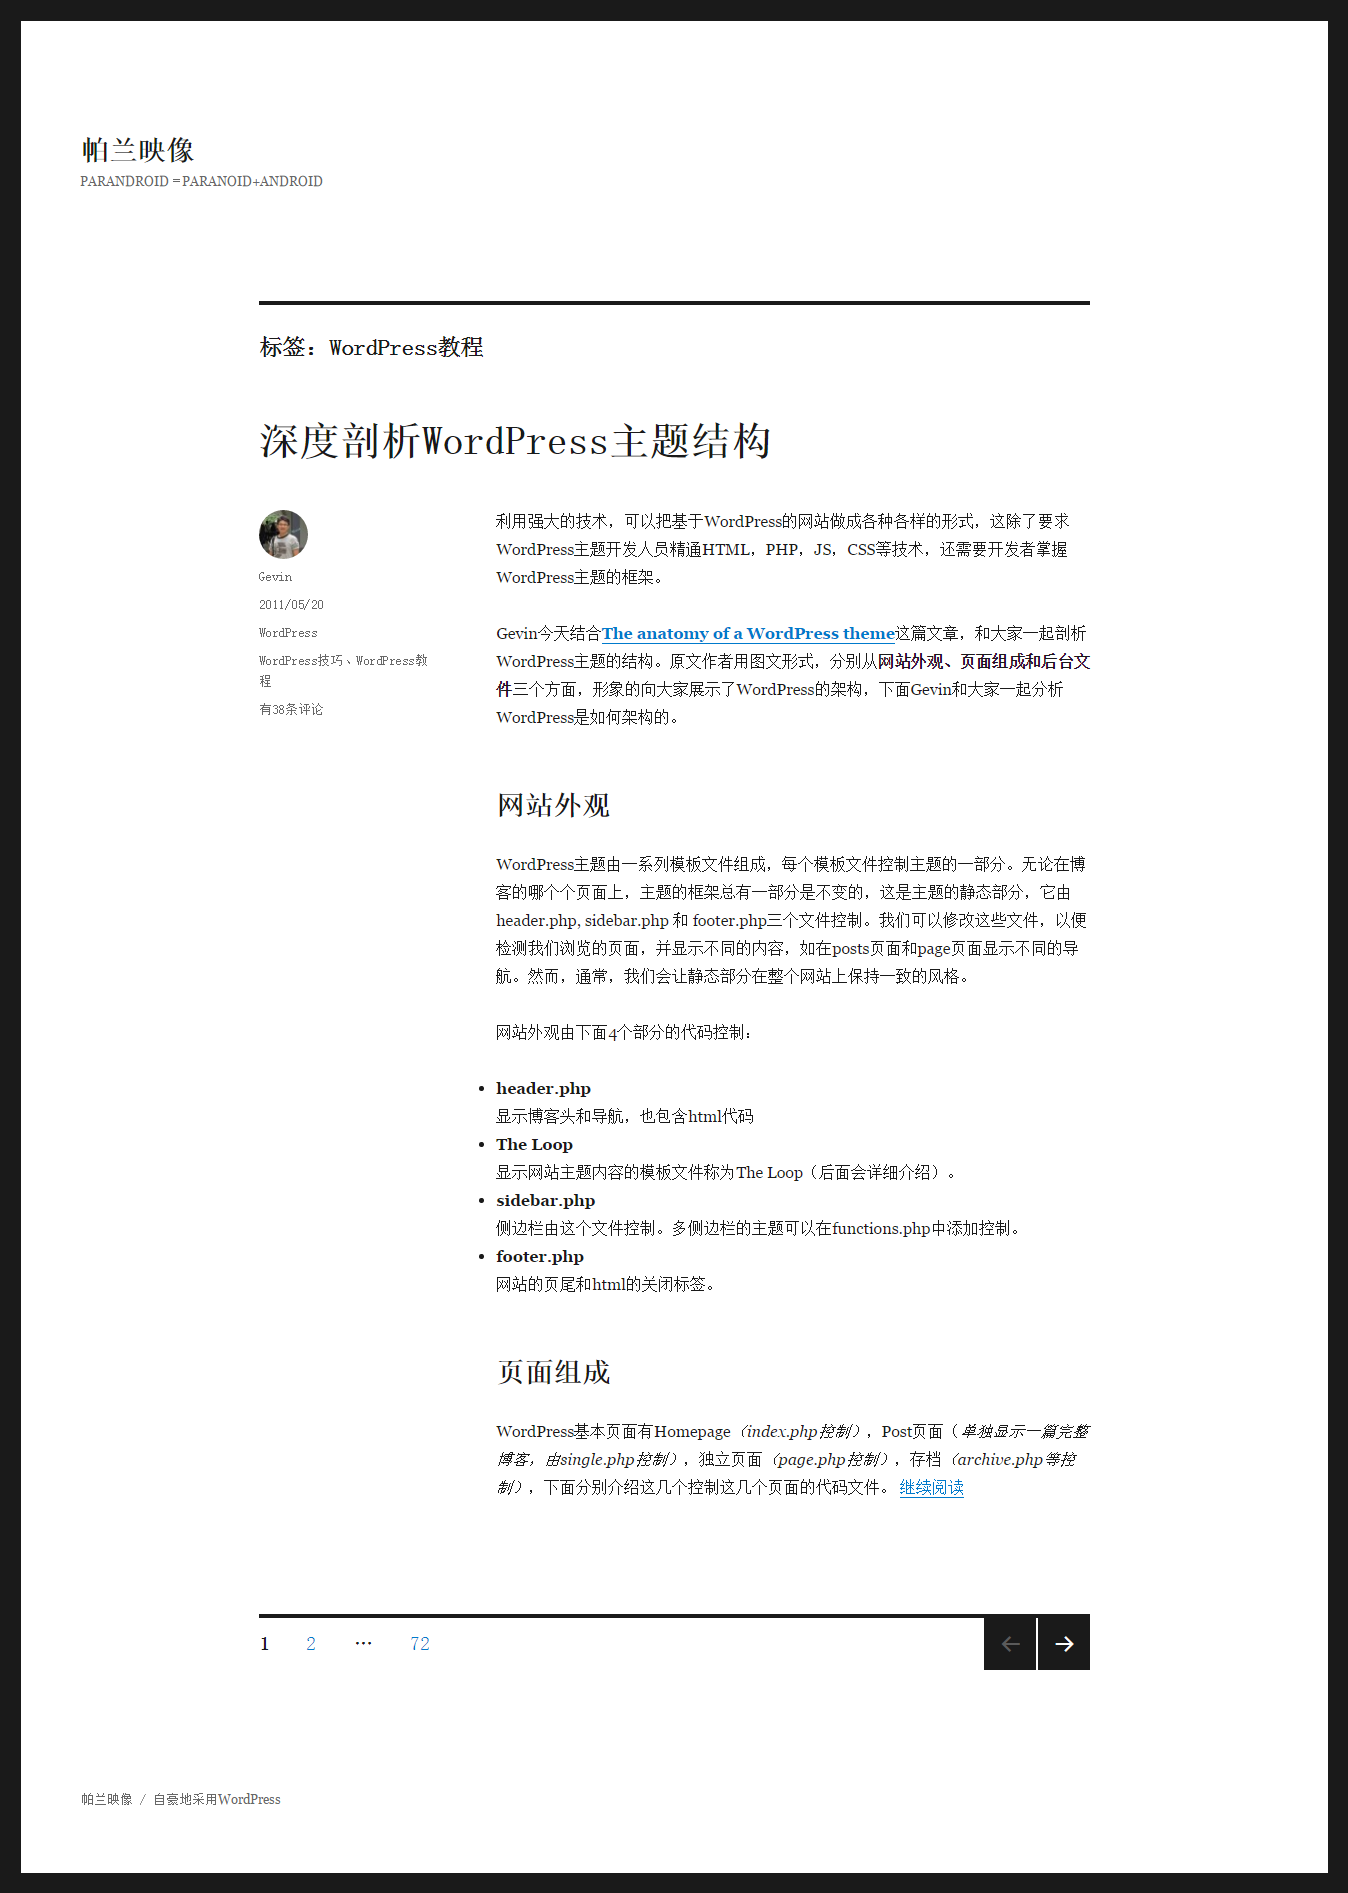 帕兰映像
PARANDROID =PARANOID+ANDROID
标签：WordPress教程
深度剖析WordPress主题结构
Gevin
2011/05/20
WordPress
WordPress技巧、WordPress教
程
有38条评论
利用强大的技术，可以把基于WordPress的网站做成各种各样的形式，这除了要求
WordPress主题开发人员精通HTML，PHP，JS，CSS等技术，还需要开发者掌握
WordPress主题的框架。
Gevin今天结合The anatomy of a WordPress theme这篇文章，和大家一起剖析
WordPress主题的结构。原文作者用图文形式，分别从网站外观、页面组成和后台文
件三个方面，形象的向大家展示了WordPress的架构，下面Gevin和大家一起分析
WordPress是如何架构的。
网站外观
WordPress主题由一系列模板文件组成，每个模板文件控制主题的一部分。无论在博
客的哪个个页面上，主题的框架总有一部分是不变的，这是主题的静态部分，它由
header.php, sidebar.php 和 footer.php三个文件控制。我们可以修改这些文件，以便
检测我们浏览的页面，并显示不同的内容，如在posts页面和page页面显示不同的导
航。然而，通常，我们会让静态部分在整个网站上保持一致的风格。
网站外观由下面4个部分的代码控制：
• header.php
显示博客头和导航，也包含html代码
• The Loop
显示网站主题内容的模板文件称为The Loop（后面会详细介绍）。
• sidebar.php
侧边栏由这个文件控制。多侧边栏的主题可以在functions.php中添加控制。
• footer.php
网站的页尾和html的关闭标签。
页面组成
WordPress基本页面有Homepage（index.php控制），Post页面（单独显示一篇完整
博客，由single.php控制），独立页面（page.php控制），存档（archive.php等控
制），下面分别介绍这几个控制这几个页面的代码文件。 继续阅读
1 2 … 72 ← →
帕兰映像 / 自豪地采用WordPress